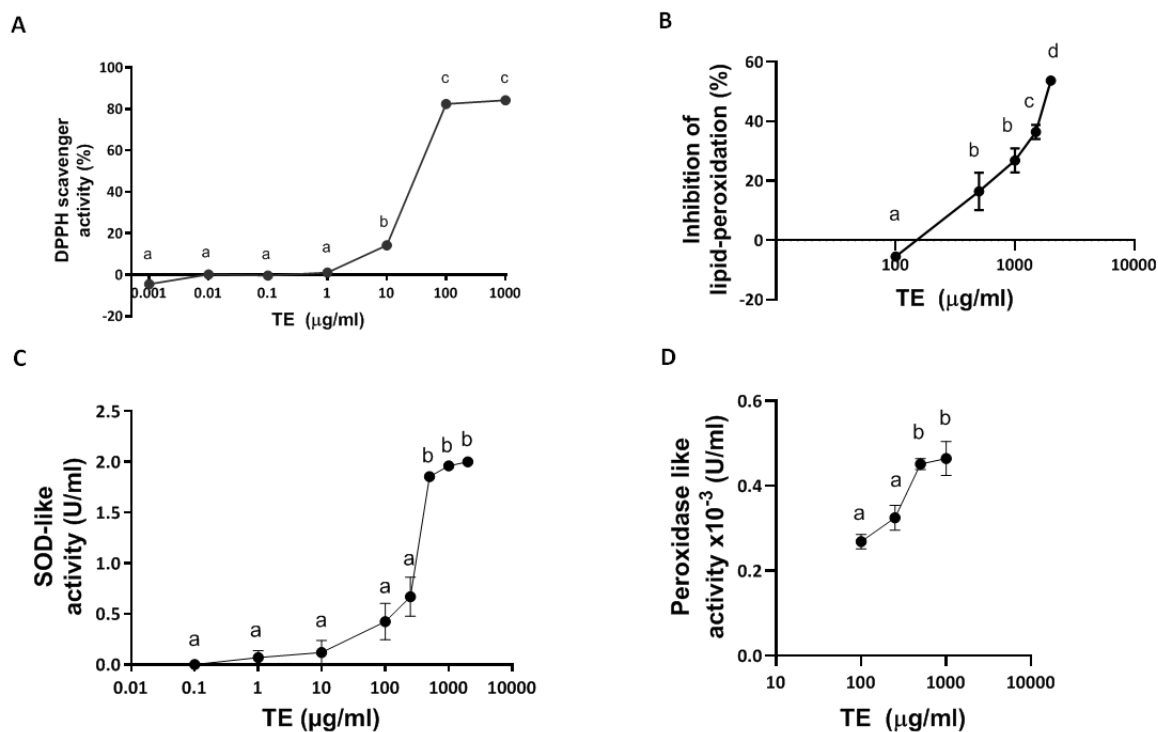 A
DPPH scavenger
activity (%)
100
80
60
40
20
0
-20
a
a
a
a
b
c
c
0.001 0.01 0.1 1 10 100 1000
TE (μg/ml)
B
Inhibition of
lipid-peroxidation (%)
60
40
20
0
-20
a
b
b
c
d
100 1000 10000
TE (μg/ml)
C
SOD-like
activity (U/ml)
2.5
2.0
1.5
1.0
0.5
0.0
a
a
a
a
a
b b b
0.01 0.1 1 10 100 1000 10000
TE (μg/ml)
D
Peroxidase like
activity x10⁻³ (U/ml)
0.6
0.4
0.2
0.0
a
a
b
b
10 100 1000 10000
TE (μg/ml)